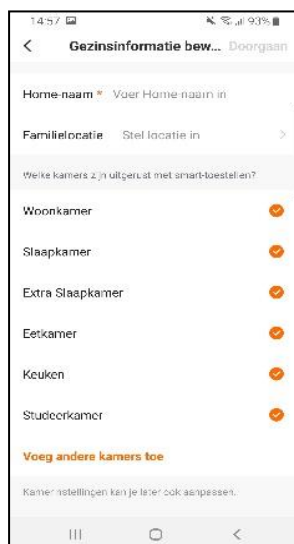 14:57 93%
Gezinsinformatie bew... Doorgaan
Home-naam * Voer Home-naam in
Familielocatie Stel locatie in
Welke kamers zijn uitgerust met smart-toestellen?
Woonkamer
Slaapkamer
Extra Slaapkamer
Eetkamer
Keuken
Studeerkamer
Voeg andere kamers toe
Kamerinstellingen kan je later ook aanpassen.